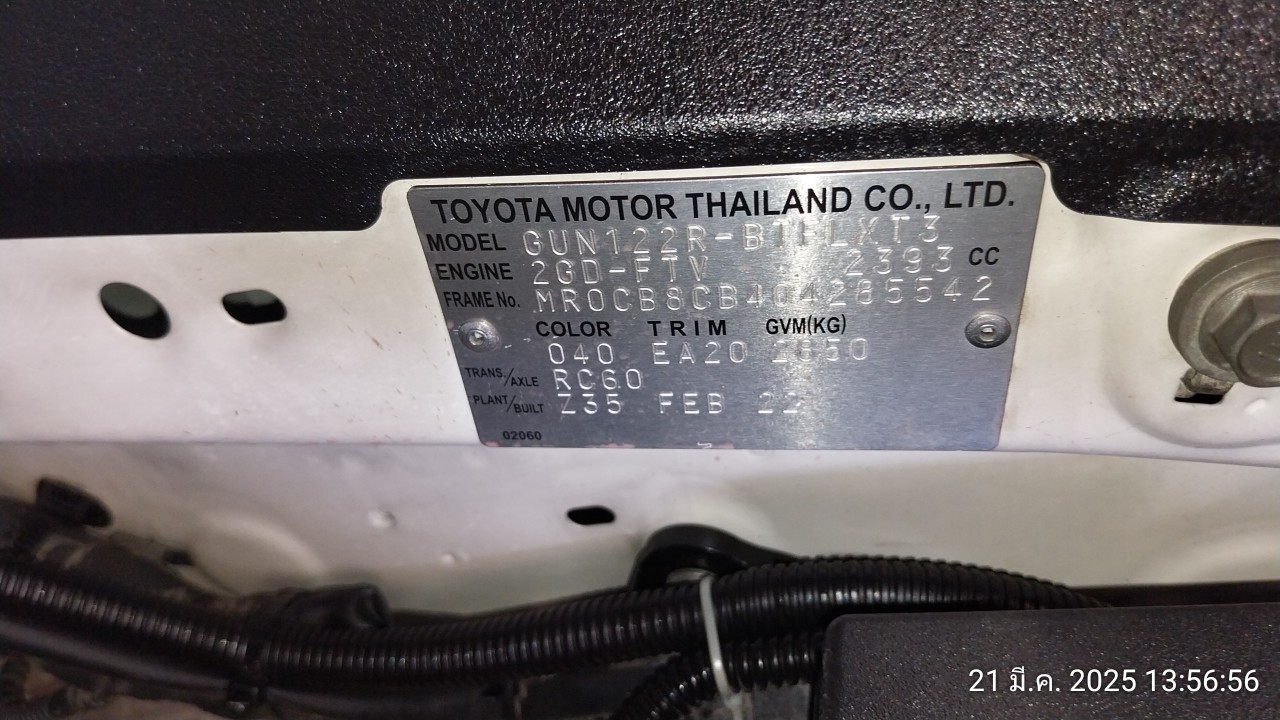 TOYOTA MOTOR THAILAND CO., LTD.
MODEL GUN122R-BTFLXT3
ENGINE 2GD-FTV 2393 CC
FRAME No. MR0CB8CB404285542
COLOR TRIM GVM(KG)
040 EA20 2650
TRANS./AXLE RC60
PLANT/BUILT Z35 FEB 22
02060
21 มี.ค. 2025 13:56:56